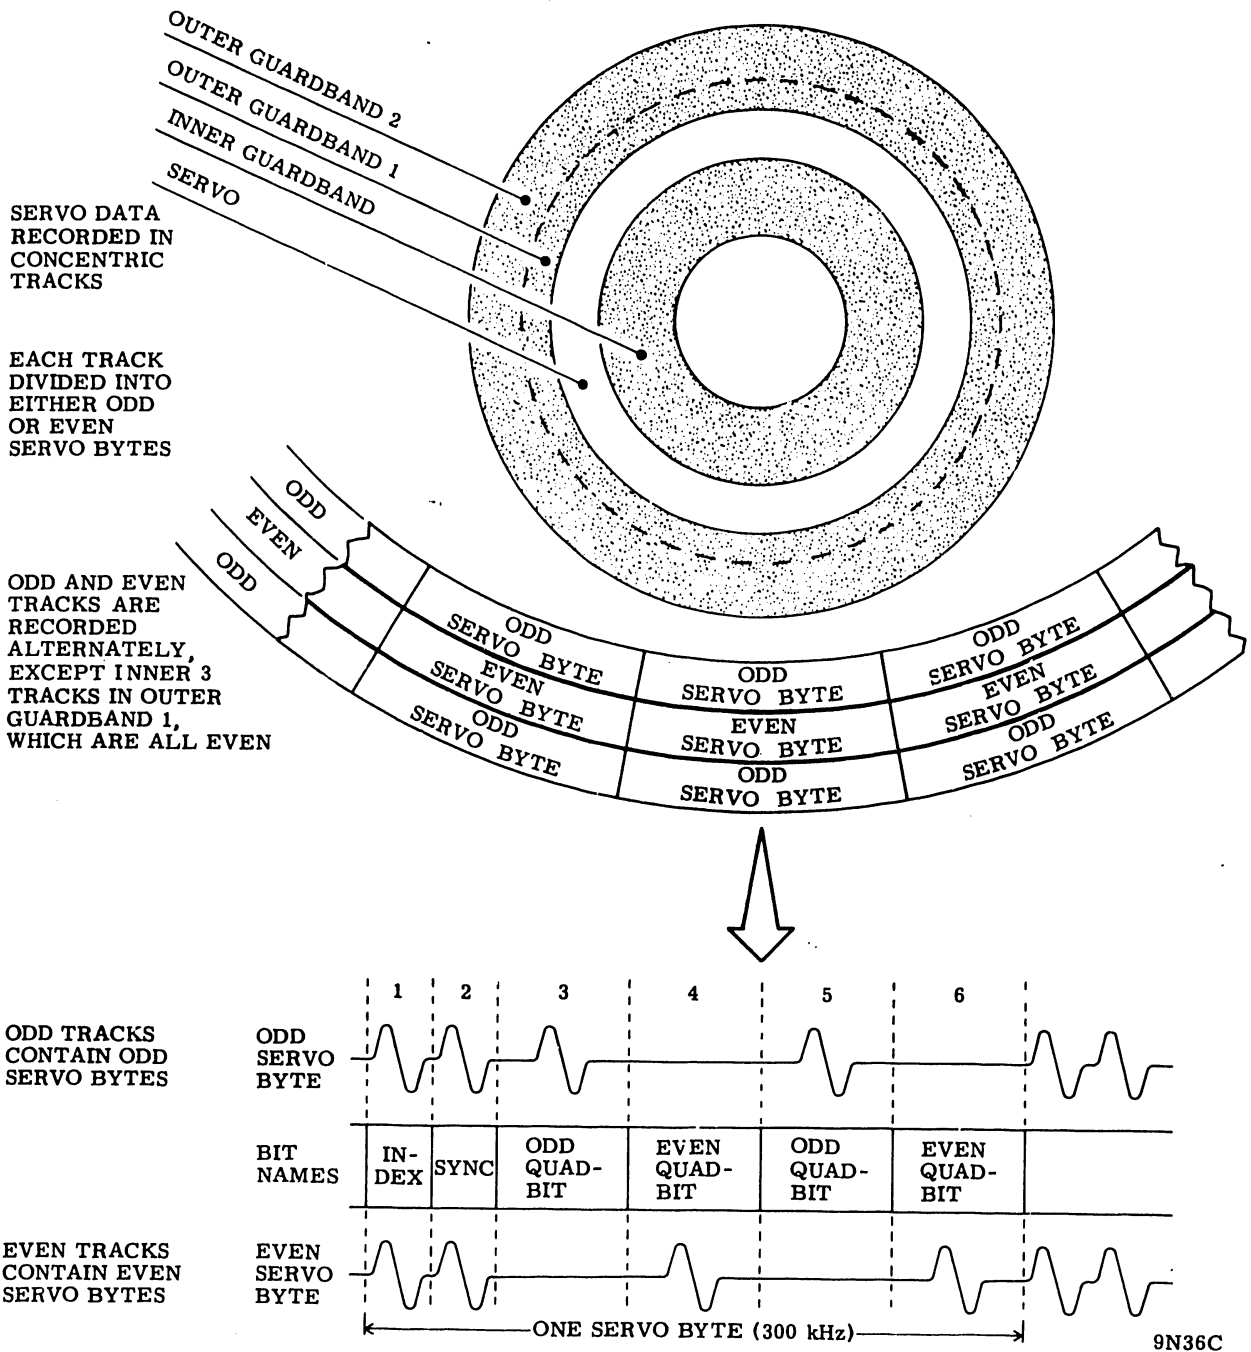 OUTER GUARDBAND 2
OUTER GUARDBAND 1
INNER GUARDBAND
SERVO
SERVO DATA
RECORDED IN
CONCENTRIC
TRACKS
EACH TRACK
DIVIDED INTO
EITHER ODD
OR EVEN
SERVO BYTES
ODD
EVEN
ODD
ODD AND EVEN
TRACKS ARE
RECORDED
ALTERNATELY,
EXCEPT INNER 3
TRACKS IN OUTER
GUARDBAND 1,
WHICH ARE ALL EVEN
ODD
SERVO BYTE
EVEN
SERVO BYTE
ODD
SERVO BYTE
ODD
SERVO BYTE
EVEN
SERVO BYTE
ODD
SERVO BYTE
ODD
SERVO BYTE
EVEN
SERVO BYTE
ODD
SERVO BYTE
1 2 3 4 5 6
ODD TRACKS
CONTAIN ODD
SERVO BYTES
ODD
SERVO
BYTE
BIT
NAMES
IN-
DEX
SYNC
ODD
QUAD-
BIT
EVEN
QUAD-
BIT
ODD
QUAD-
BIT
EVEN
QUAD-
BIT
EVEN TRACKS
CONTAIN EVEN
SERVO BYTES
EVEN
SERVO
BYTE
ONE SERVO BYTE (300 kHz)
9N36C